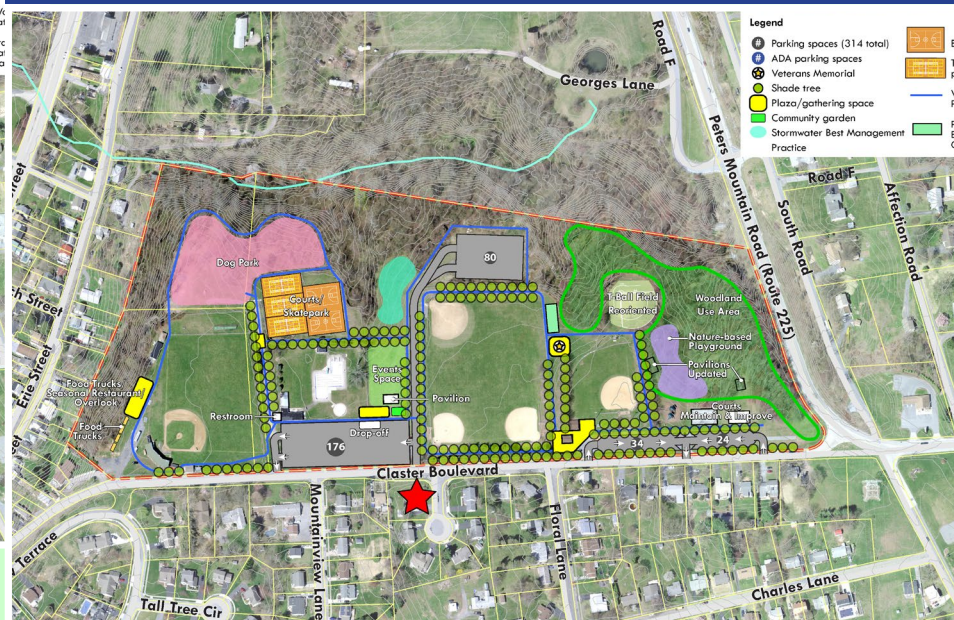 Legend
# Parking spaces (314 total)
# ADA parking spaces
Veterans Memorial
Shade tree
Plaza/gathering space
Community garden
Stormwater Best Management
Practice
Road F
Georges Lane
Peters Mountain Road (Route 225)
Road F
South Road
Affection Road
Street
Erie Street
Street
Dog Park
Courts/
Skatepark
80
T-Ball Field
Reoriented
Woodland
Use Area
Nature-based
Playground
Pavilions
Updated
Events
Space
Pavilion
Food Trucks
Seasonal Restaurant/
Overlook
Food
Trucks
Restroom
Drop-off
176
Courts
Maintain & Improve
34
24
Claster Boulevard
Mountainview Lane
Floral Lane
Terrace
Tall Tree Cir
Charles Lane